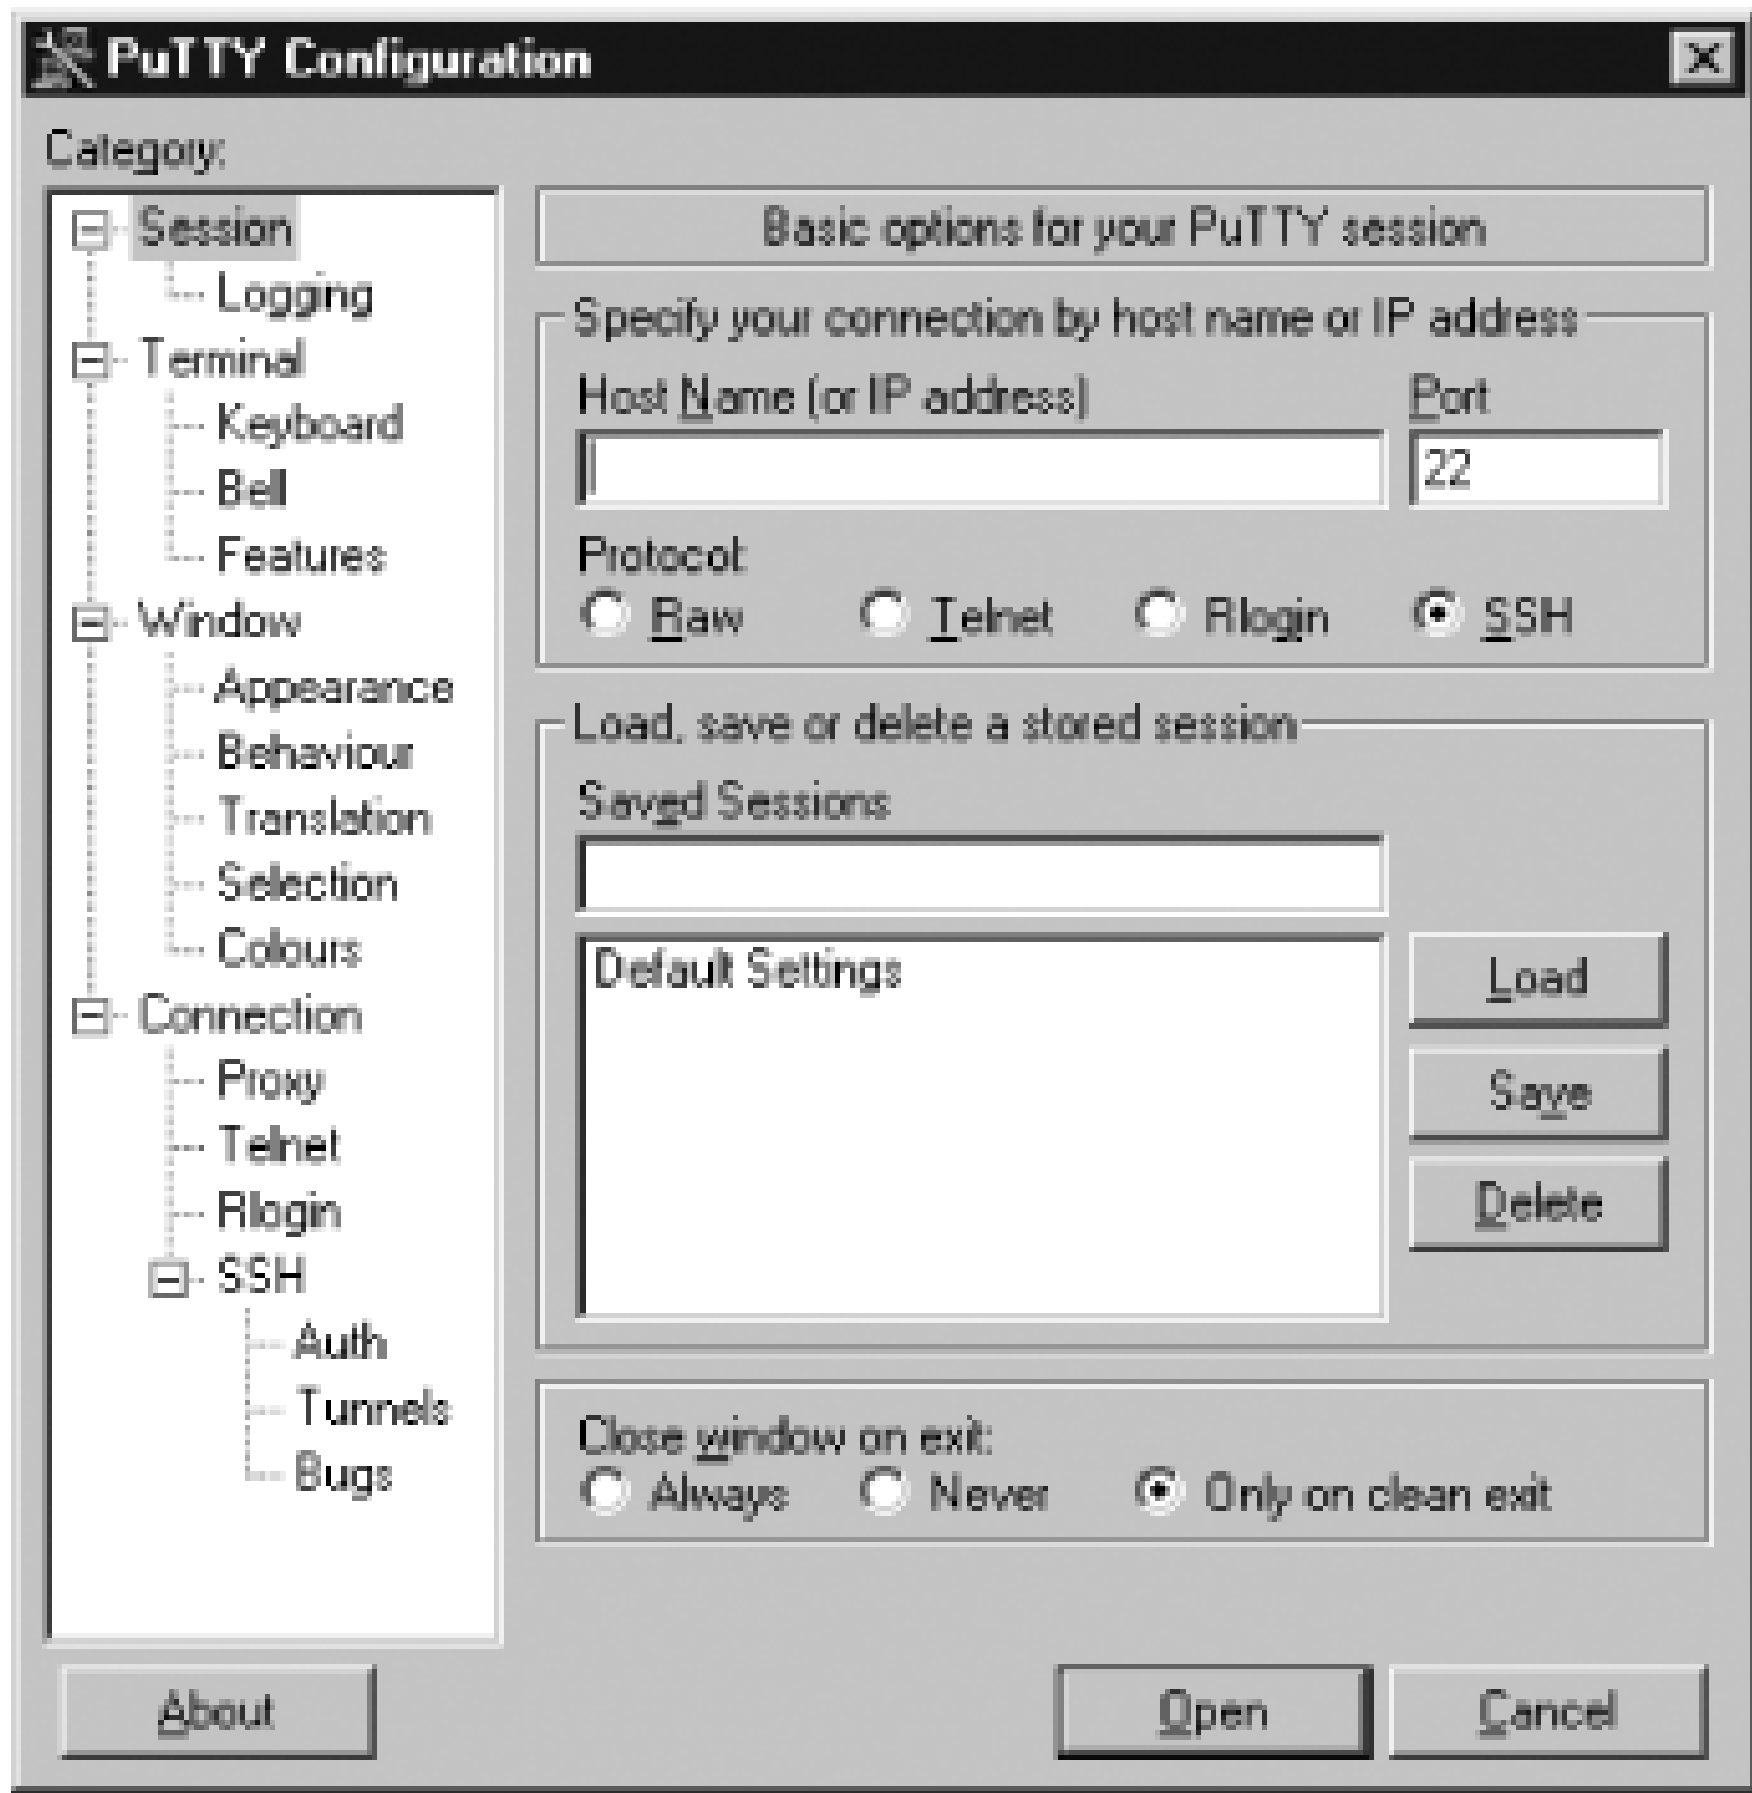 PuTTY Configuration
Category:
Session
Logging
Terminal
Keyboard
Bell
Features
Window
Appearance
Behaviour
Translation
Selection
Colours
Connection
Proxy
Telnet
Rlogin
SSH
Auth
Tunnels
Bugs
Basic options for your PuTTY session
Specify your connection by host name or IP address
Host Name (or IP address) Port
22
Protocol:
Raw Telnet Rlogin SSH
Load, save or delete a stored session
Saved Sessions
Default Settings
Load
Save
Delete
Close window on exit:
Always Never Only on clean exit
About Open Cancel